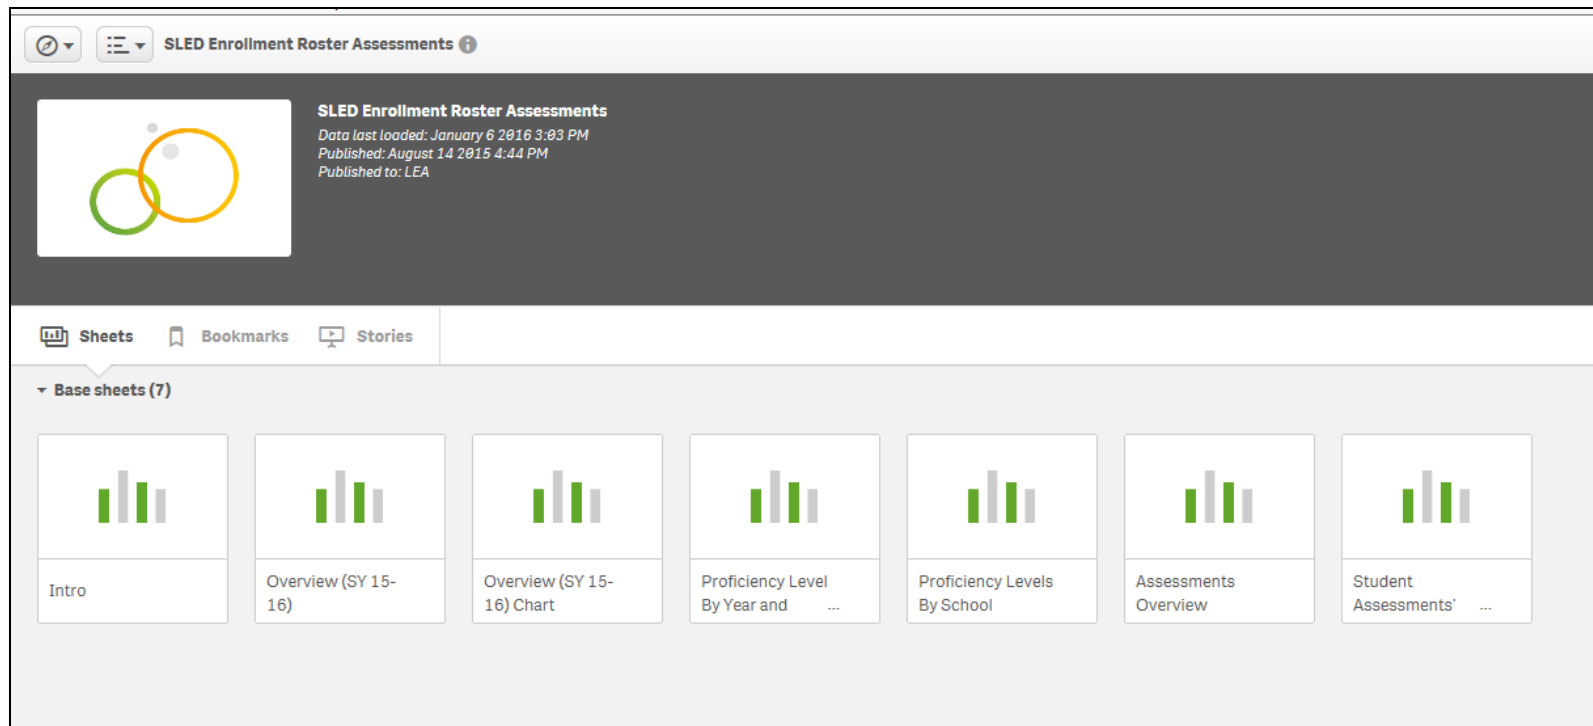 SLED Enrollment Roster Assessments
SLED Enrollment Roster Assessments
Data last loaded: January 6 2016 3:03 PM
Published: August 14 2015 4:44 PM
Published to: LEA
Sheets Bookmarks Stories
Base sheets (7)
Intro
Overview (SY 15-
16)
Overview (SY 15-
16) Chart
Proficiency Level
By Year and ...
Proficiency Levels
By School
Assessments
Overview
Student
Assessments' ...